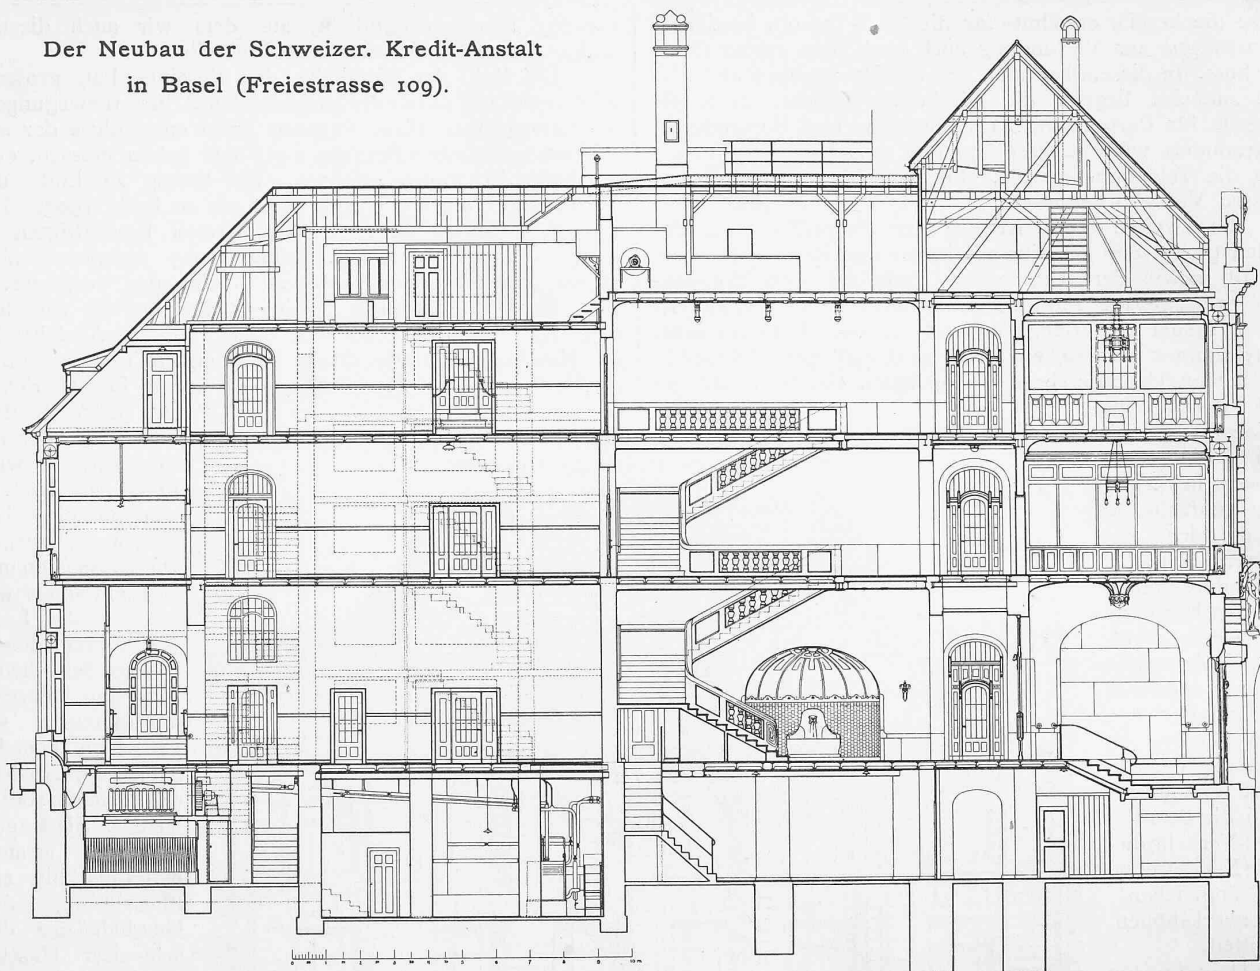 Der Neubau der Schweizer. Kredit-Anstalt
in Basel (Freiestrasse 109).